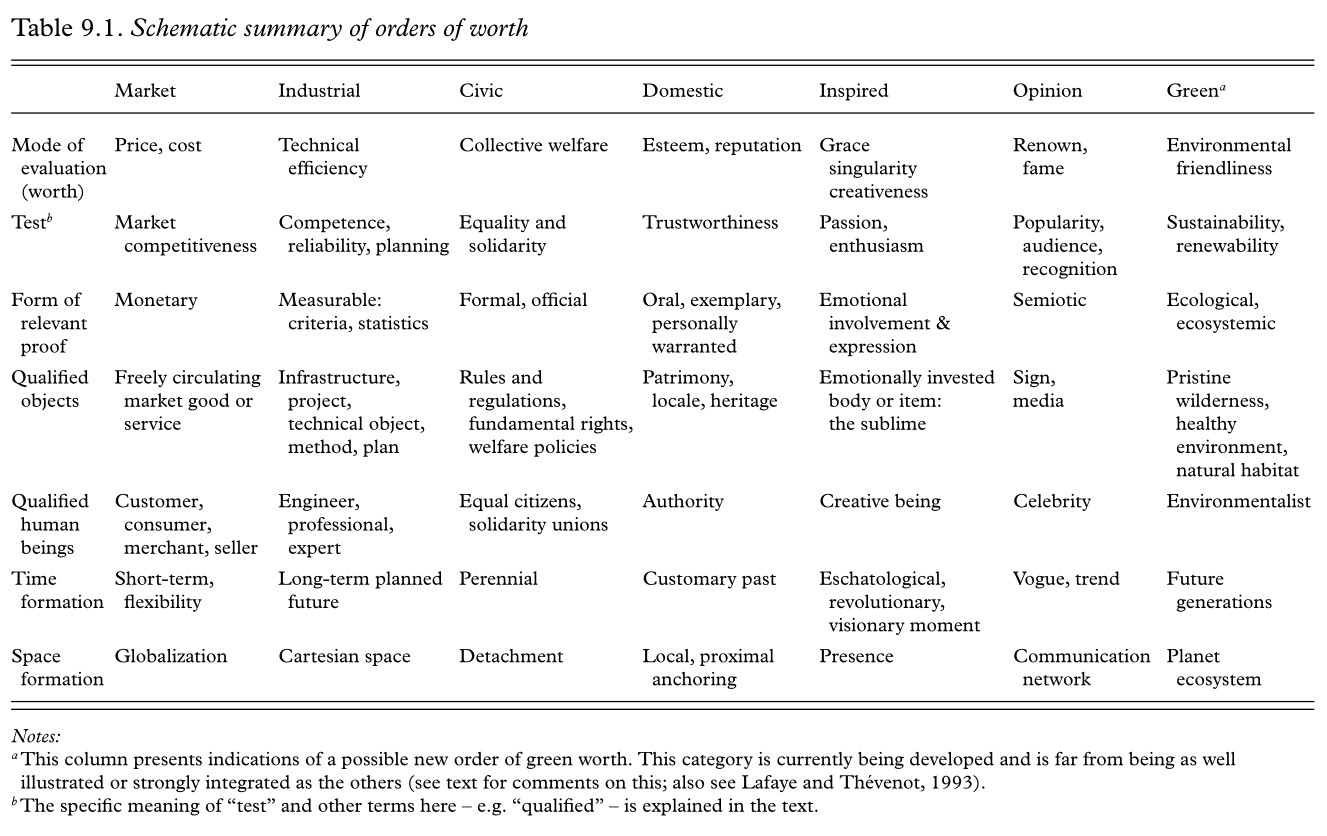 Table 9.1. Schematic summary of orders of worth
Market Industrial Civic Domestic Inspired Opinion Greenᵃ
Mode of Price, cost Technical Collective welfare Esteem, reputation Grace Renown, Environmental
evaluation efficiency singularity fame friendliness
(worth) creativeness
Testᵇ Market Competence, Equality and Trustworthiness Passion, Popularity, Sustainability,
competitiveness reliability, planning solidarity enthusiasm audience, renewability
recognition
Form of Monetary Measurable: Formal, official Oral, exemplary, Emotional Semiotic Ecological,
relevant criteria, statistics personally involvement & ecosystemic
proof warranted expression
Qualified Freely circulating Infrastructure, Rules and Patrimony, Emotionally invested Sign, Pristine
objects market good or project, regulations, locale, heritage body or item: media wilderness,
service technical object, fundamental rights, the sublime healthy
method, plan welfare policies environment,
natural habitat
Qualified Customer, Engineer, Equal citizens, Authority Creative being Celebrity Environmentalist
human consumer, professional, solidarity unions
beings merchant, seller expert
Time Short-term, Long-term planned Perennial Customary past Eschatological, Vogue, trend Future
formation flexibility future revolutionary, generations
visionary moment
Space Globalization Cartesian space Detachment Local, proximal Presence Communication Planet
formation anchoring network ecosystem
Notes:
ᵃ This column presents indications of a possible new order of green worth. This category is currently being developed and is far from being as well
illustrated or strongly integrated as the others (see text for comments on this; also see Lafaye and Thévenot, 1993).
ᵇ The specific meaning of “test” and other terms here – e.g. “qualified” – is explained in the text.